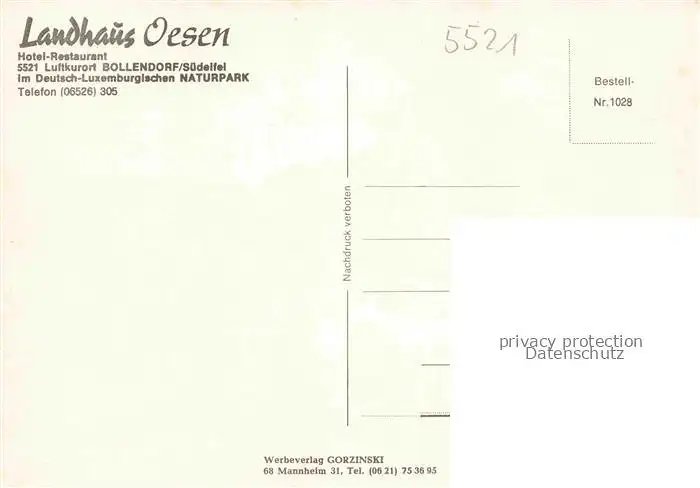 Landhaus Oesen
Hotel-Restaurant
5521 Luftkurort BOLLENDORF/Südeifel
im Deutsch-Luxemburgischen NATURPARK
Telefon (06526) 305
5521
Bestell-
Nr. 1028
Nachdruck verboten
privacy protection
Datenschutz
Werbeverlag GORZINSKI
68 Mannheim 31, Tel. (06 21) 75 36 95